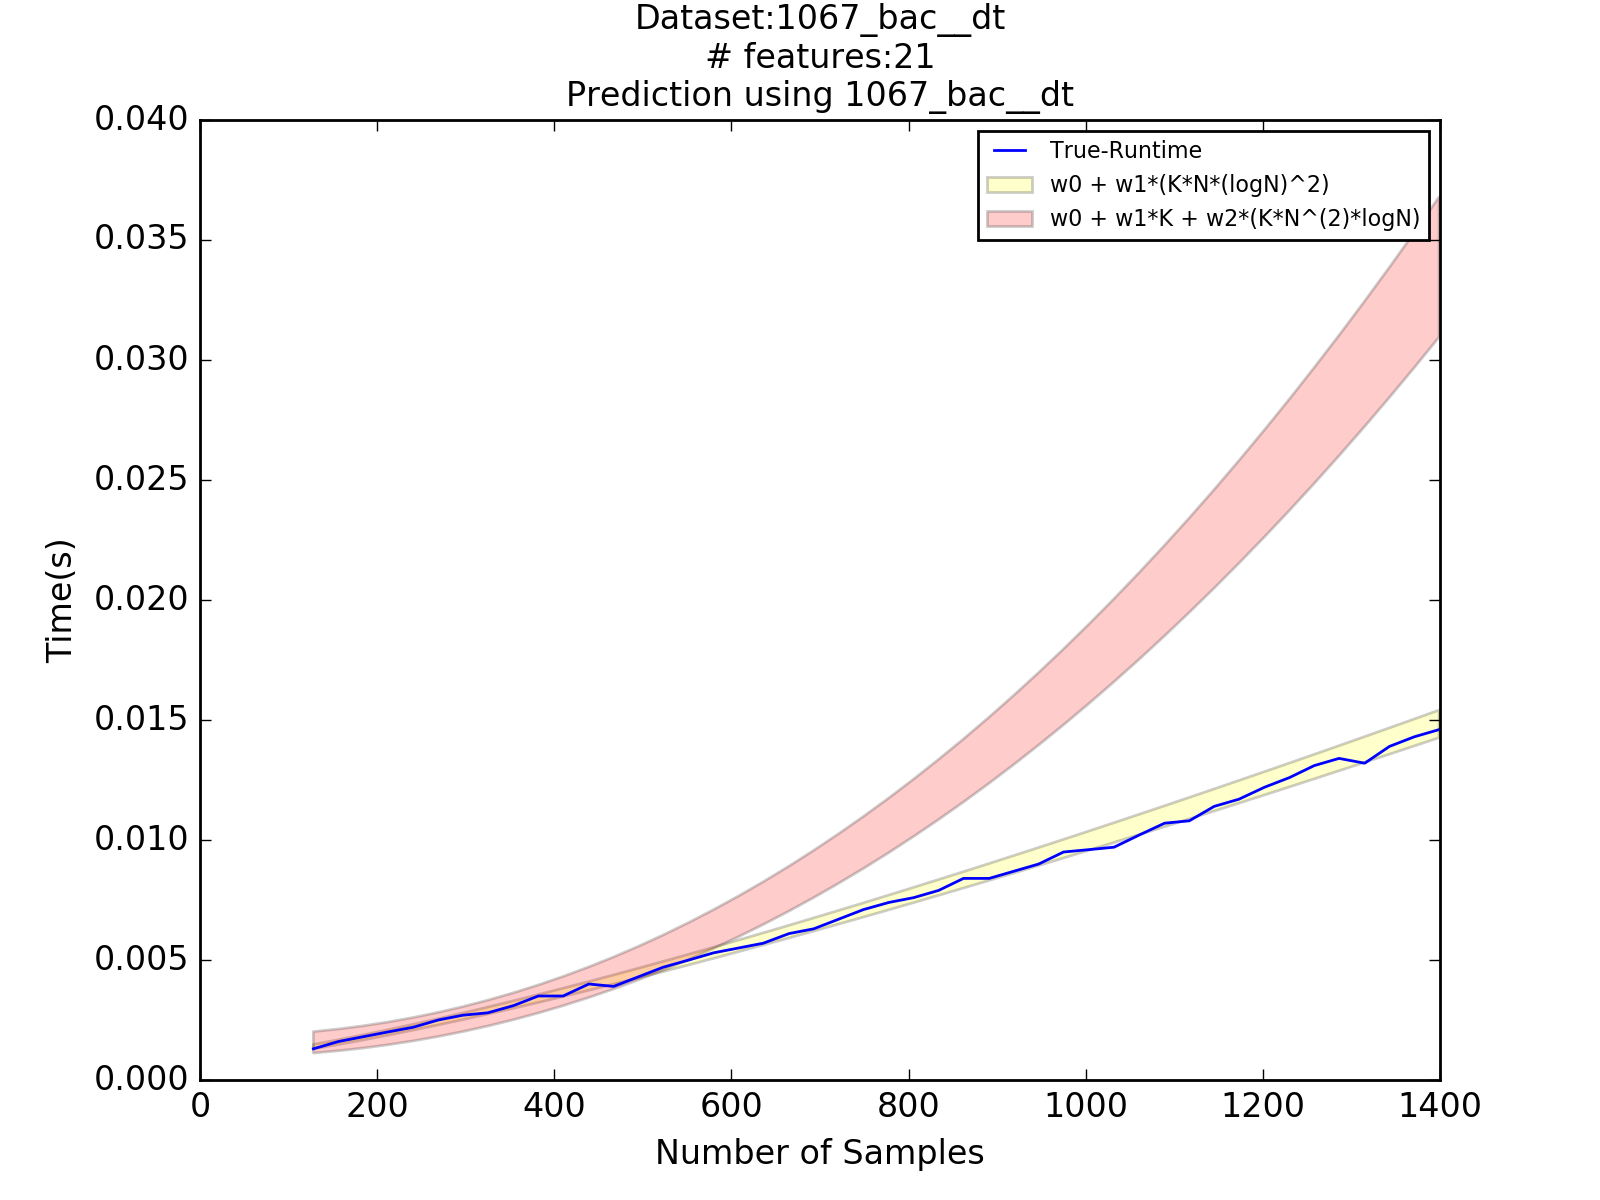 Dataset:1067_bac__dt
# features:21
Prediction using 1067_bac__dt
True-Runtime
w0 + w1*(K*N*(logN)^2)
w0 + w1*K + w2*(K*N^(2)*logN)
0.040
0.035
0.030
0.025
0.020
0.015
0.010
0.005
0.000
Time(s)
0 200 400 600 800 1000 1200 1400
Number of Samples